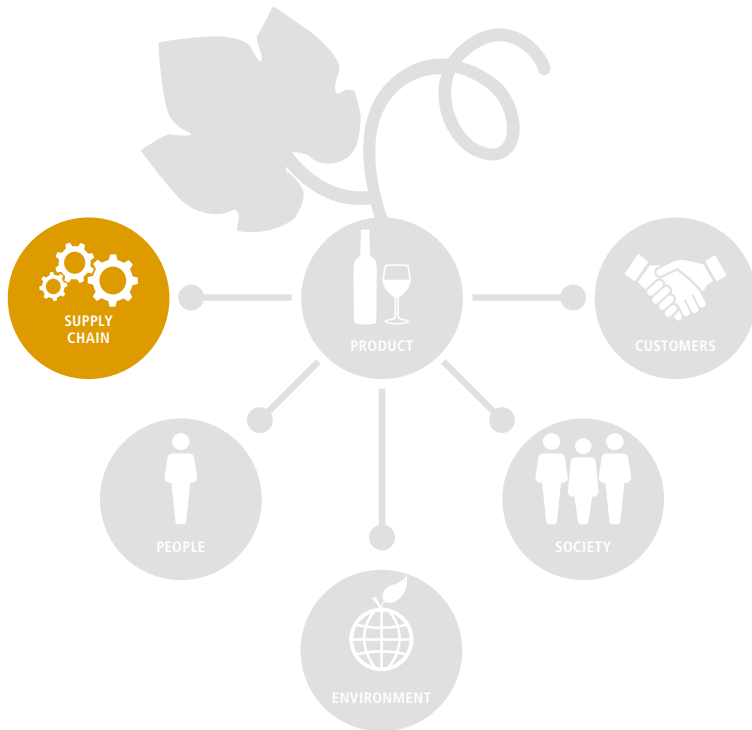 SUPPLY
CHAIN
PRODUCT
CUSTOMERS
PEOPLE
SOCIETY
ENVIRONMENT